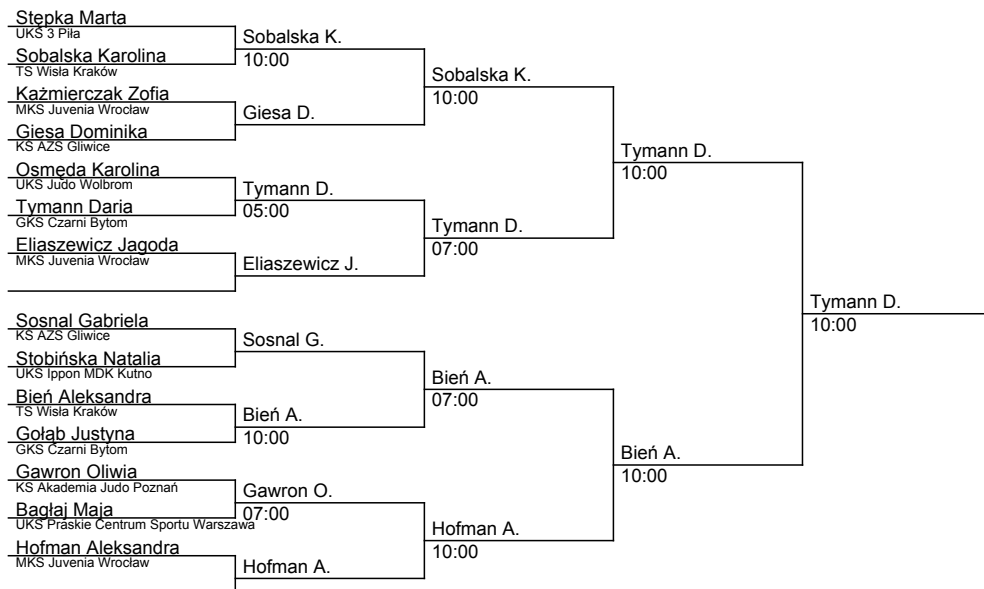 Stępka Marta
UKS 3 Piła
Sobalska Karolina
TS Wisła Kraków
Kaźmierczak Zofia
MKS Juvenia Wrocław
Giesa Dominika
KS AZS Gliwice
Osmęda Karolina
UKS Judo Wolbrom
Tymann Daria
GKS Czarni Bytom
Eliaszewicz Jagoda
MKS Juvenia Wrocław
Sosnal Gabriela
KS AZS Gliwice
Stobińska Natalia
UKS Ippon MDK Kutno
Bień Aleksandra
TS Wisła Kraków
Gołąb Justyna
GKS Czarni Bytom
Gawron Oliwia
KS Akademia Judo Poznań
Bagłaj Maja
UKS Praskie Centrum Sportu Warszawa
Hofman Aleksandra
MKS Juvenia Wrocław
Sobalska K.
10:00
Giesa D.
Tymann D.
05:00
Eliaszewicz J.
Sosnal G.
Bień A.
10:00
Gawron O.
07:00
Hofman A.
Sobalska K.
10:00
Tymann D.
07:00
Bień A.
07:00
Hofman A.
10:00
Tymann D.
10:00
Bień A.
10:00
Tymann D.
10:00